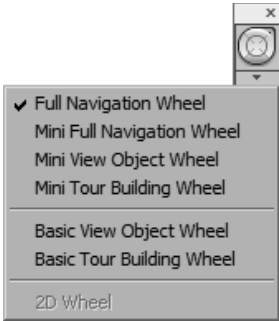 Full Navigation Wheel
Mini Full Navigation Wheel
Mini View Object Wheel
Mini Tour Building Wheel
Basic View Object Wheel
Basic Tour Building Wheel
2D Wheel